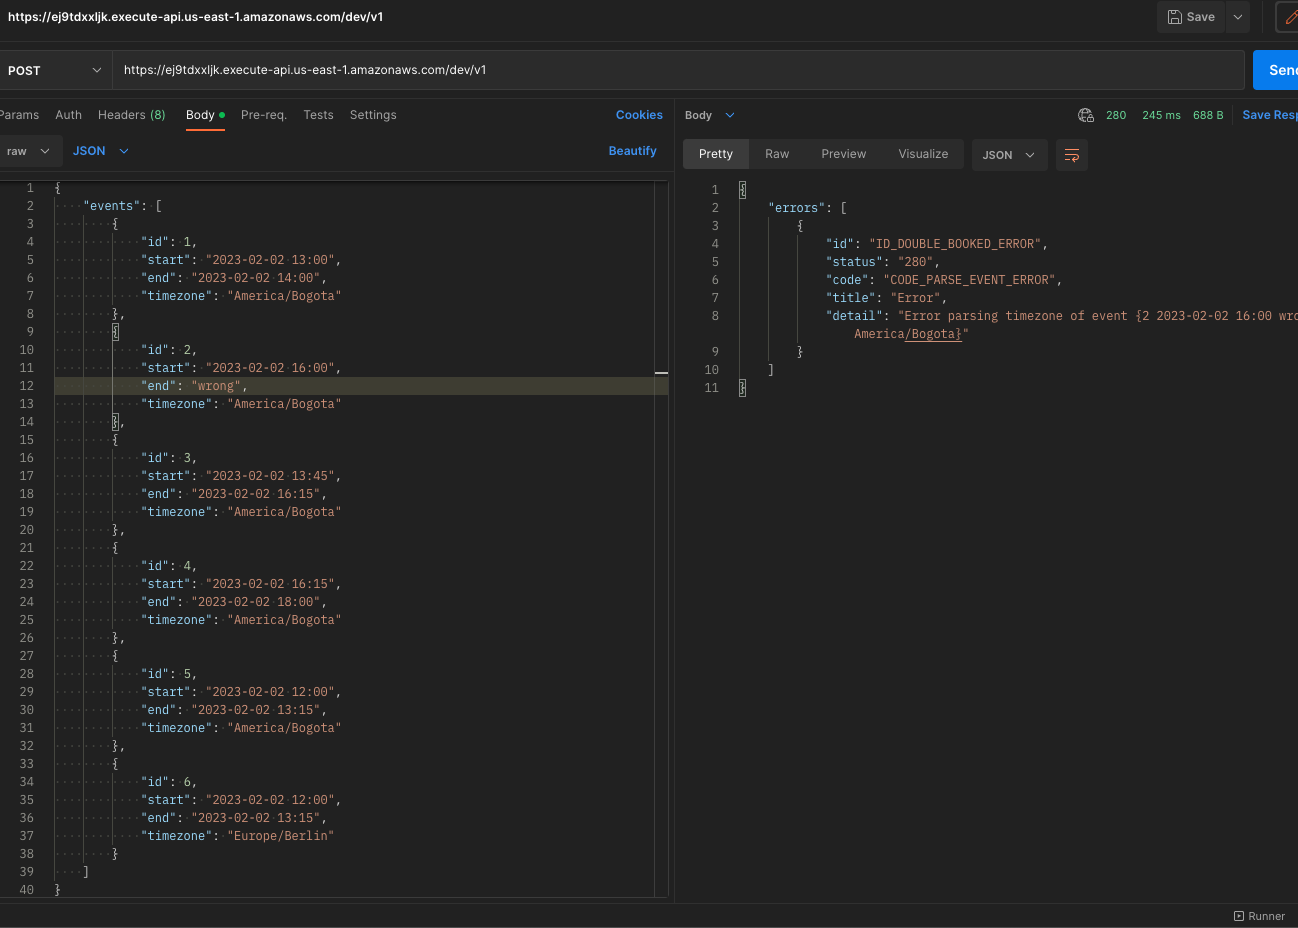 https://ej9tdxxljk.execute-api.us-east-1.amazonaws.com/dev/v1
Save
POST
https://ej9tdxxljk.execute-api.us-east-1.amazonaws.com/dev/v1
Params Auth Headers (8) Body Pre-req. Tests Settings Cookies
raw JSON Beautify
1 {
2 "events": [
3 {
4 "id": 1,
5 "start": "2023-02-02 13:00",
6 "end": "2023-02-02 14:00",
7 "timezone": "America/Bogota"
8 },
9 {
10 "id": 2,
11 "start": "2023-02-02 16:00",
12 "end": "wrong",
13 "timezone": "America/Bogota"
14 },
15 {
16 "id": 3,
17 "start": "2023-02-02 13:45",
18 "end": "2023-02-02 16:15",
19 "timezone": "America/Bogota"
20 },
21 {
22 "id": 4,
23 "start": "2023-02-02 16:15",
24 "end": "2023-02-02 18:00",
25 "timezone": "America/Bogota"
26 },
27 {
28 "id": 5,
29 "start": "2023-02-02 12:00",
30 "end": "2023-02-02 13:15",
31 "timezone": "America/Bogota"
32 },
33 {
34 "id": 6,
35 "start": "2023-02-02 12:00",
36 "end": "2023-02-02 13:15",
37 "timezone": "Europe/Berlin"
38 }
39 ]
40 }
Body 280 245 ms 688 B Save
Pretty Raw Preview Visualize JSON
1 {
2 "errors": [
3 {
4 "id": "ID_DOUBLE_BOOKED_ERROR",
5 "status": "280",
6 "code": "CODE_PARSE_EVENT_ERROR",
7 "title": "Error",
8 "detail": "Error parsing timezone of event {2 2023-02-02 16:00
America/Bogota}"
9 }
10 ]
11 }
Runner